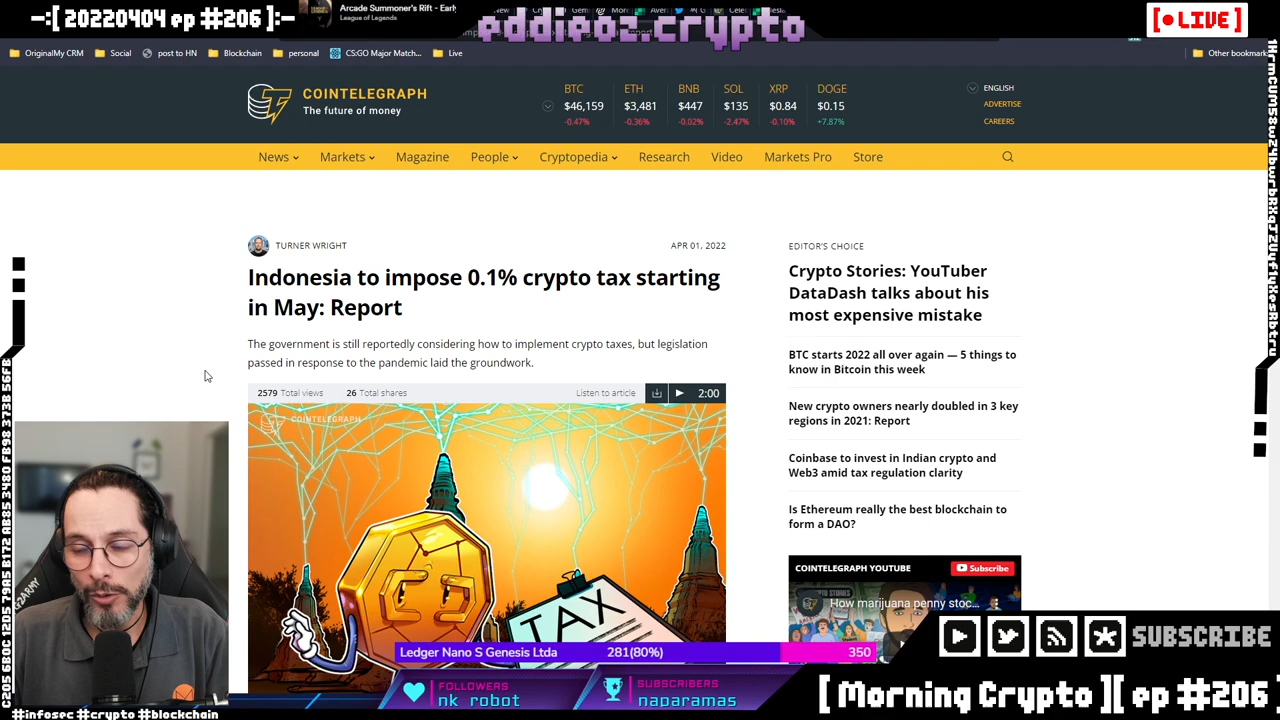 -:[ 20220404 ep #206 ]:-
Arcade Summoner's Rift - Early
League of Legends
eddieoz.crypto
[● LIVE ]
OriginalMy CRM
Social
post to HN
Blockchain
personal
CS:GO Major Match...
Live
Other bookmark
COINTELEGRAPH
The future of money
BTC ETH BNB SOL XRP DOGE
$46,159 $3,481 $447 $135 $0.84 $0.15
-0.47% -0.36% -0.02% -2.47% -0.10% +7.87%
ENGLISH
ADVERTISE
CAREERS
News Markets Magazine People Cryptopedia Research Video Markets Pro Store
TURNER WRIGHT
APR 01, 2022
Indonesia to impose 0.1% crypto tax starting
in May: Report
The government is still reportedly considering how to implement crypto taxes, but legislation
passed in response to the pandemic laid the groundwork.
2579 Total views 26 Total shares Listen to article 2:00
COINTELEGRAPH
TAX
EDITOR'S CHOICE
Crypto Stories: YouTuber
DataDash talks about his
most expensive mistake
BTC starts 2022 all over again — 5 things to
know in Bitcoin this week
New crypto owners nearly doubled in 3 key
regions in 2021: Report
Coinbase to invest in Indian crypto and
Web3 amid tax regulation clarity
Is Ethereum really the best blockchain to
form a DAO?
COINTELEGRAPH YOUTUBE
Subscribe
How marijuana penny stoc...
SUBSCRIBE
Ledger Nano S Genesis Ltda 281(80%) 350
FOLLOWERS
nk_robot
SUBSCRIBERS
naparamas
[ Morning Crypto ][ ep #206 ]
#infosec #crypto #blockchain